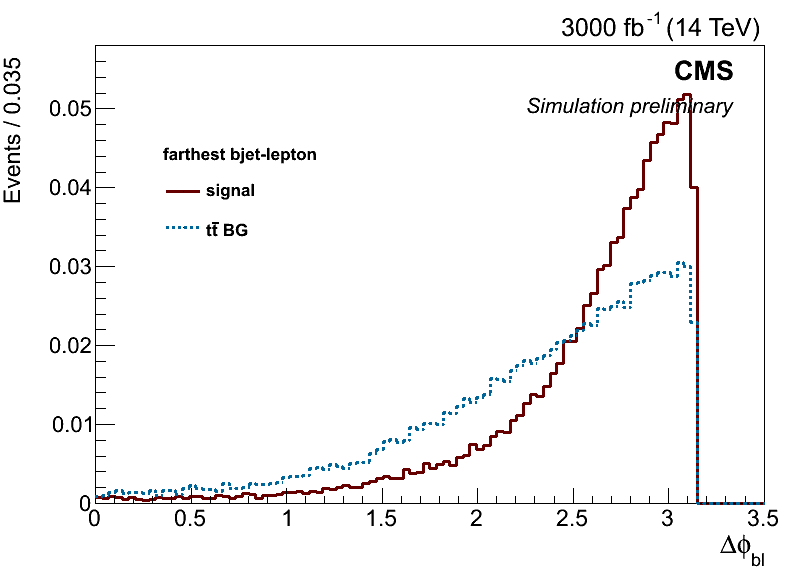 3000 fb⁻¹ (14 TeV)
CMS
Simulation preliminary
Events / 0.035
farthest bjet-lepton
signal
tt̄ BG
0.05
0.04
0.03
0.02
0.01
0
0 0.5 1 1.5 2 2.5 3 3.5
Δϕbl